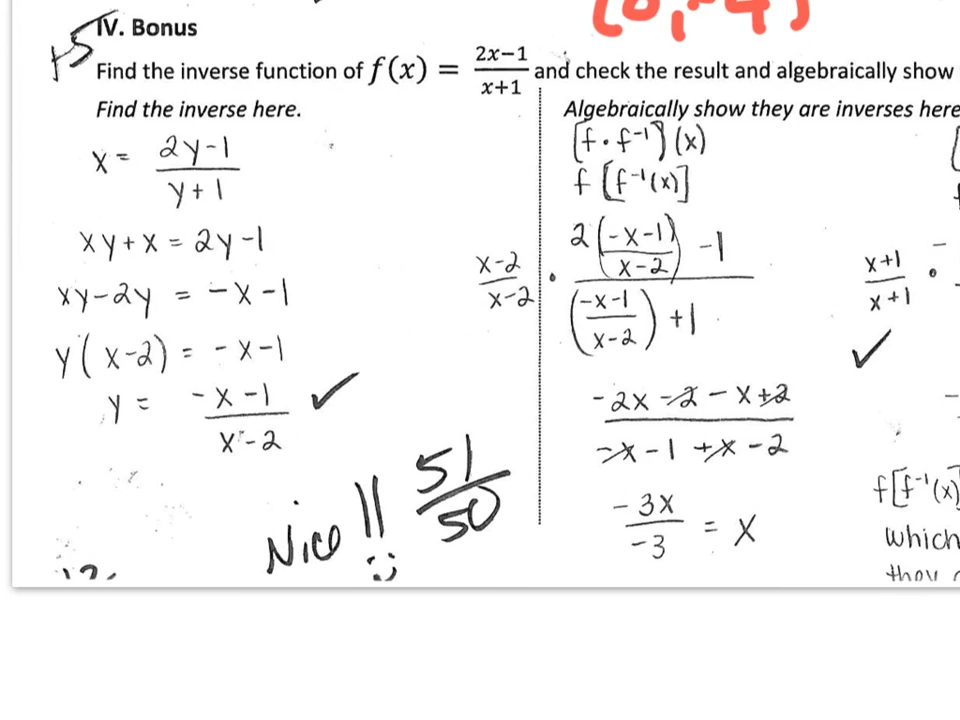 (0,-4)
+5
IV. Bonus
Find the inverse function of f(x) = (2x-1)/(x+1) and check the result and algebraically show
Find the inverse here.
x = (2y-1)/(y+1)
xy+x = 2y-1
xy-2y = -x-1
y(x-2) = -x-1
y = (-x-1)/(x-2) ✓
Nice!! 51/50
:)
Algebraically show they are inverses here
[f∘f⁻¹](x)
f[f⁻¹(x)]
(x-2)/(x-2) · (2((-x-1)/(x-2)) -1)/(((-x-1)/(x-2)) +1)
(-2x-2-x+2)/(-x-1+x-2)
-3x/-3 = x
(x+1)/(x+1) ·
✓
f[f⁻¹(x)]
which
they